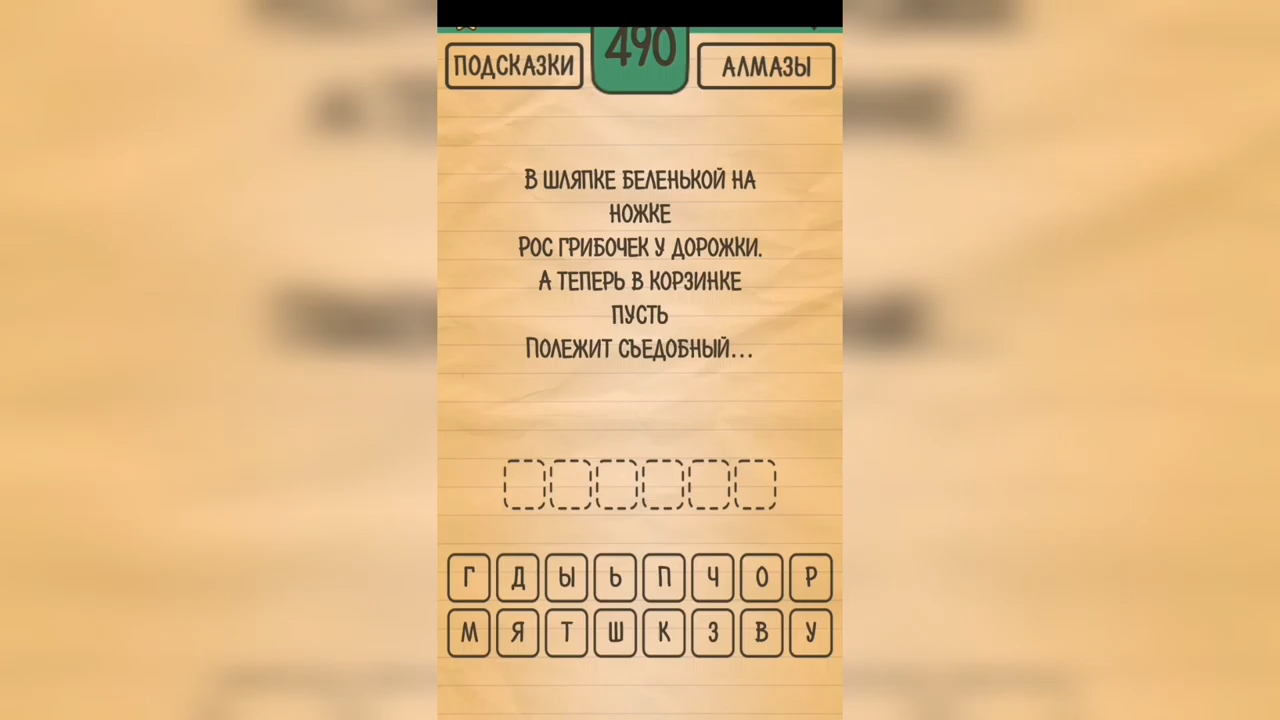 490
ПОДСКАЗКИ
АЛМАЗЫ
В ШЛЯПКЕ БЕЛЕНЬКОЙ НА
НОЖКЕ
РОС ГРИБОЧЕК У ДОРОЖКИ.
А ТЕПЕРЬ В КОРЗИНКЕ
ПУСТЬ
ПОЛЕЖИТ СЪЕДОБНЫЙ...
Г Д Ы Ь П Ч О Р
М Я Т Ш К З В У